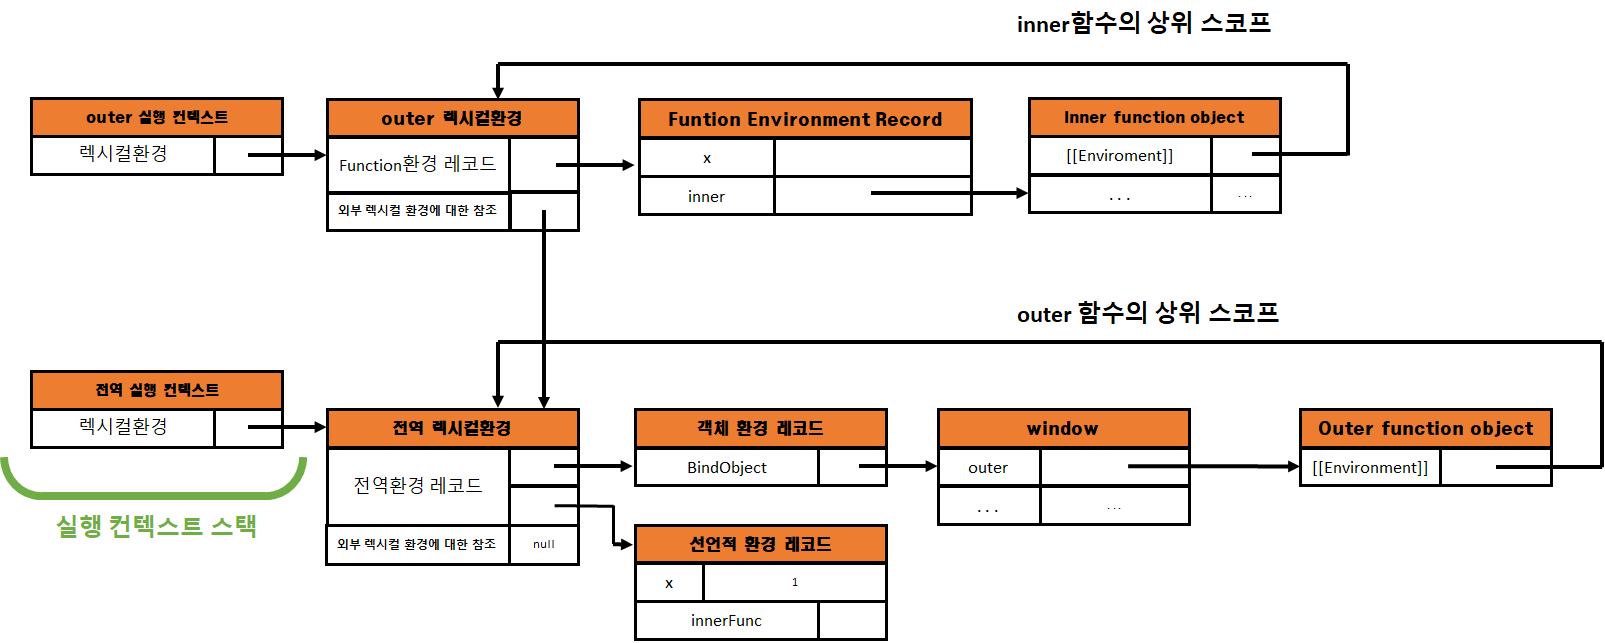 inner함수의 상위 스코프
outer 실행 컨텍스트
렉시컬환경
outer 렉시컬환경
Function환경 레코드
외부 렉시컬 환경에 대한 참조
Funtion Environment Record
x
inner
Inner function object
[[Enviroment]]
... ...
outer 함수의 상위 스코프
전역 실행 컨텍스트
렉시컬환경
실행 컨텍스트 스택
전역 렉시컬환경
전역환경 레코드
외부 렉시컬 환경에 대한 참조 null
객체 환경 레코드
BindObject
선언적 환경 레코드
x 1
innerFunc
window
outer
... ...
Outer function object
[[Environment]]